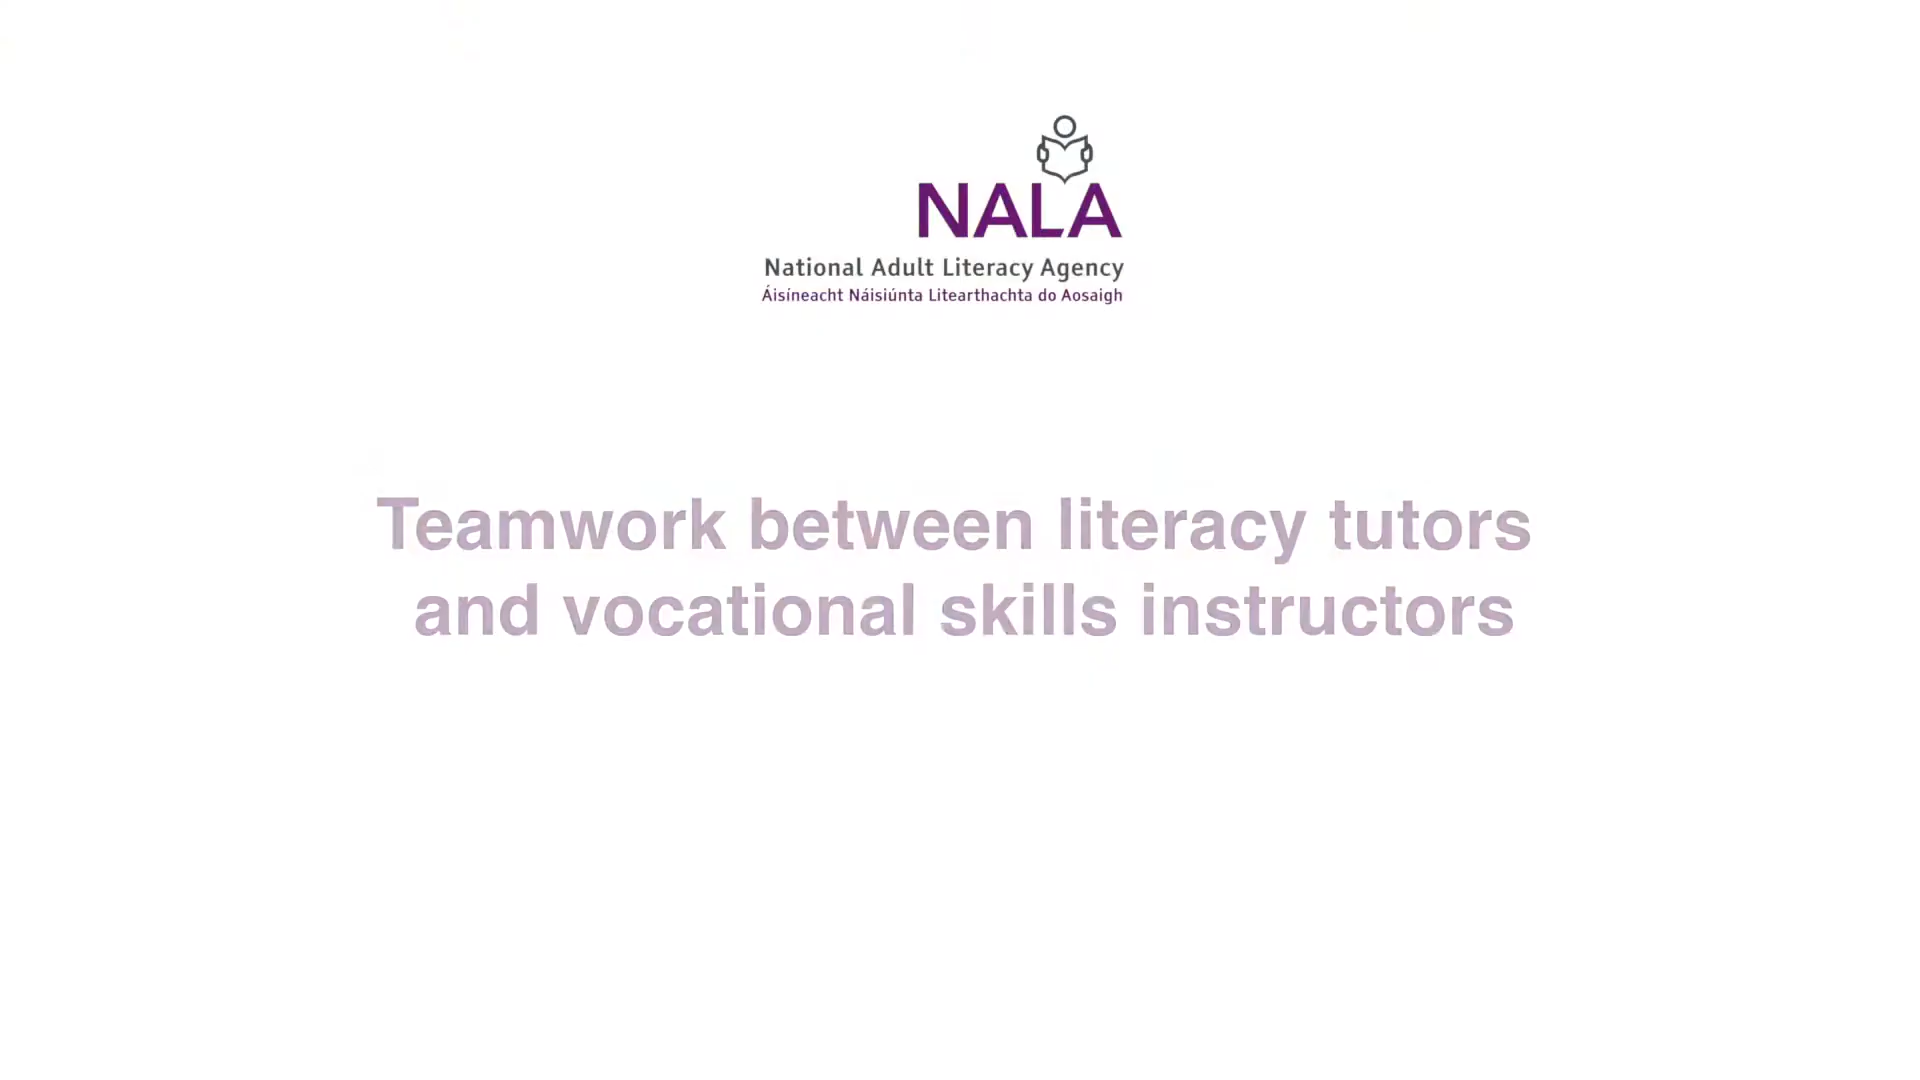 NALA
National Adult Literacy Agency
Áisíneacht Náisiúnta Litearthachta do Aosaigh
Teamwork between literacy tutors
and vocational skills instructors